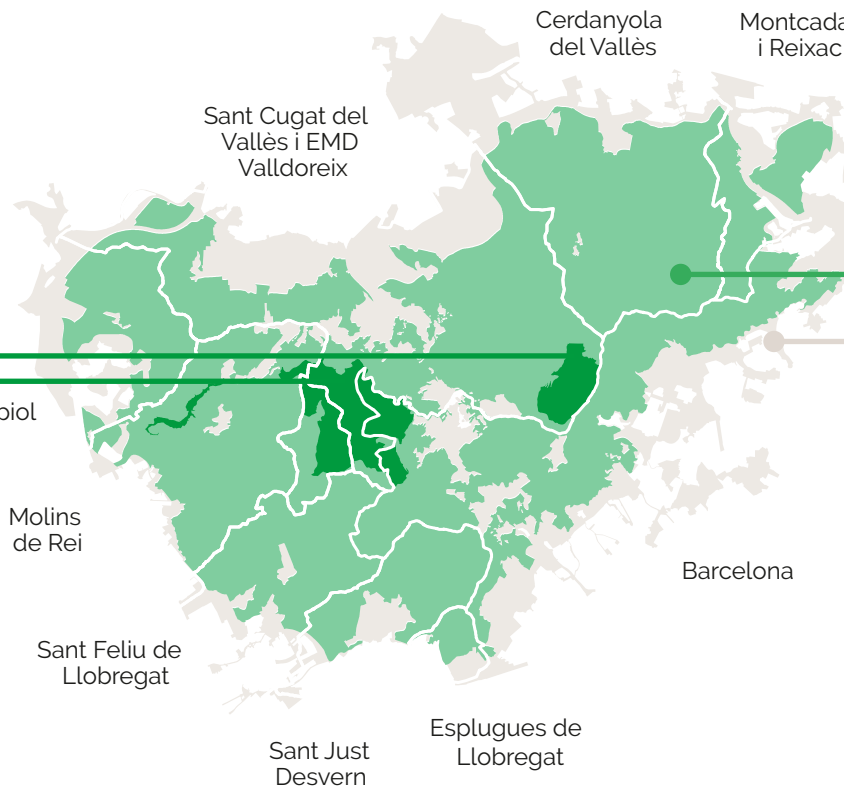 Cerdanyola
del Vallès
Montcada
i Reixac
Sant Cugat del
Vallès i EMD
Valldoreix
piol
Molins
de Rei
Barcelona
Sant Feliu de
Llobregat
Esplugues de
Llobregat
Sant Just
Desvern